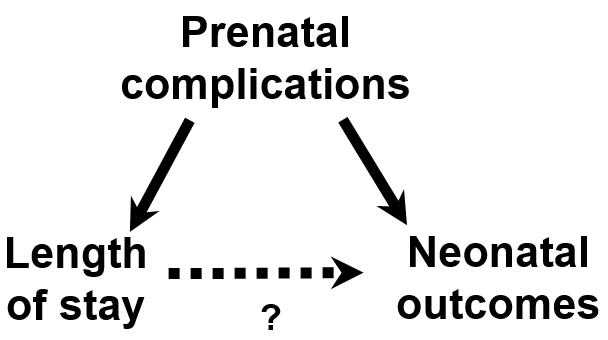 Prenatal
complications
Length
of stay
?
Neonatal
outcomes